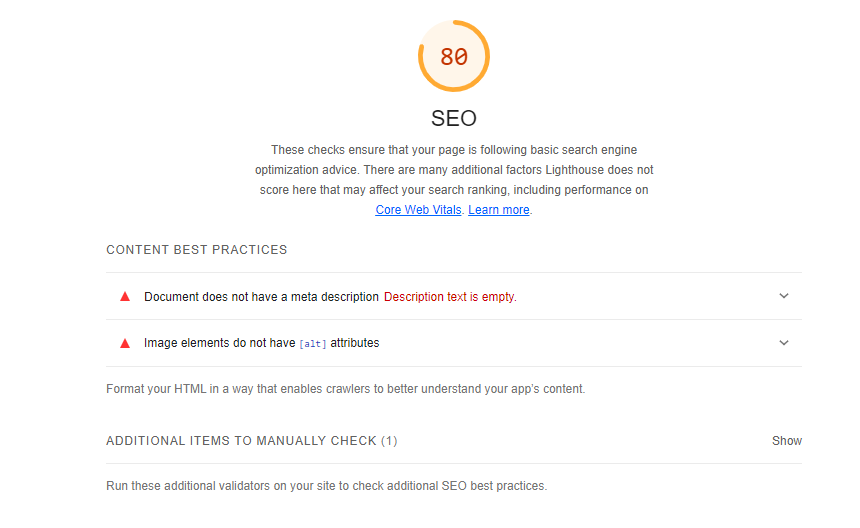 80
SEO
These checks ensure that your page is following basic search engine
optimization advice. There are many additional factors Lighthouse does not
score here that may affect your search ranking, including performance on
Core Web Vitals. Learn more.
CONTENT BEST PRACTICES
Document does not have a meta description Description text is empty.
Image elements do not have [alt] attributes
Format your HTML in a way that enables crawlers to better understand your app's content.
ADDITIONAL ITEMS TO MANUALLY CHECK (1) Show
Run these additional validators on your site to check additional SEO best practices.